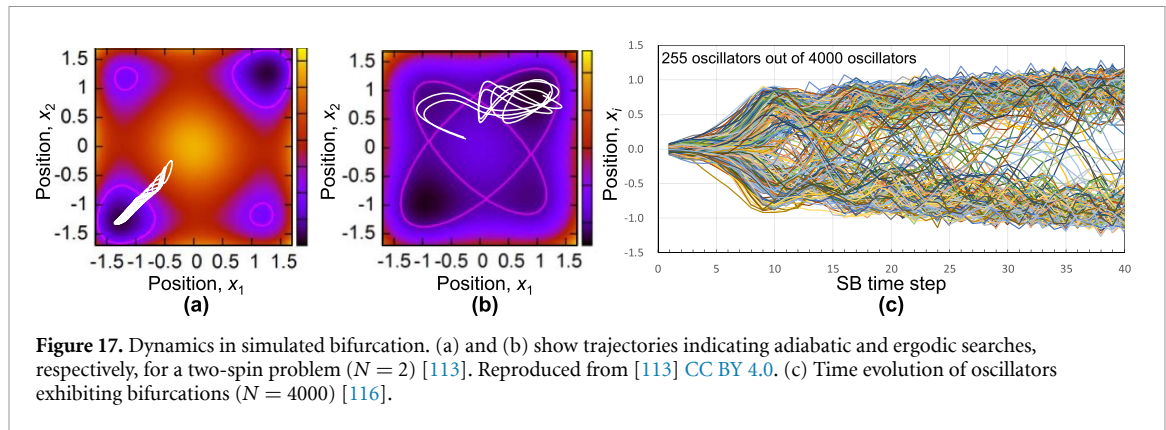 1.5
1
0.5
0
-0.5
-1
-1.5
Position, x₂
-1.5 -1 -0.5 0 0.5 1 1.5
Position, x₁
(a)
1.5
1
0.5
0
-0.5
-1
-1.5
Position, x₂
-1.5 -1 -0.5 0 0.5 1 1.5
Position, x₁
(b)
255 oscillators out of 4000 oscillators
1.5
1.0
0.5
0.0
-0.5
-1.0
-1.5
Position, xᵢ
0 5 10 15 20 25 30 35 40
SB time step
(c)
Figure 17. Dynamics in simulated bifurcation. (a) and (b) show trajectories indicating adiabatic and ergodic searches,
respectively, for a two-spin problem (N = 2) [113]. Reproduced from [113] CC BY 4.0. (c) Time evolution of oscillators
exhibiting bifurcations (N = 4000) [116].